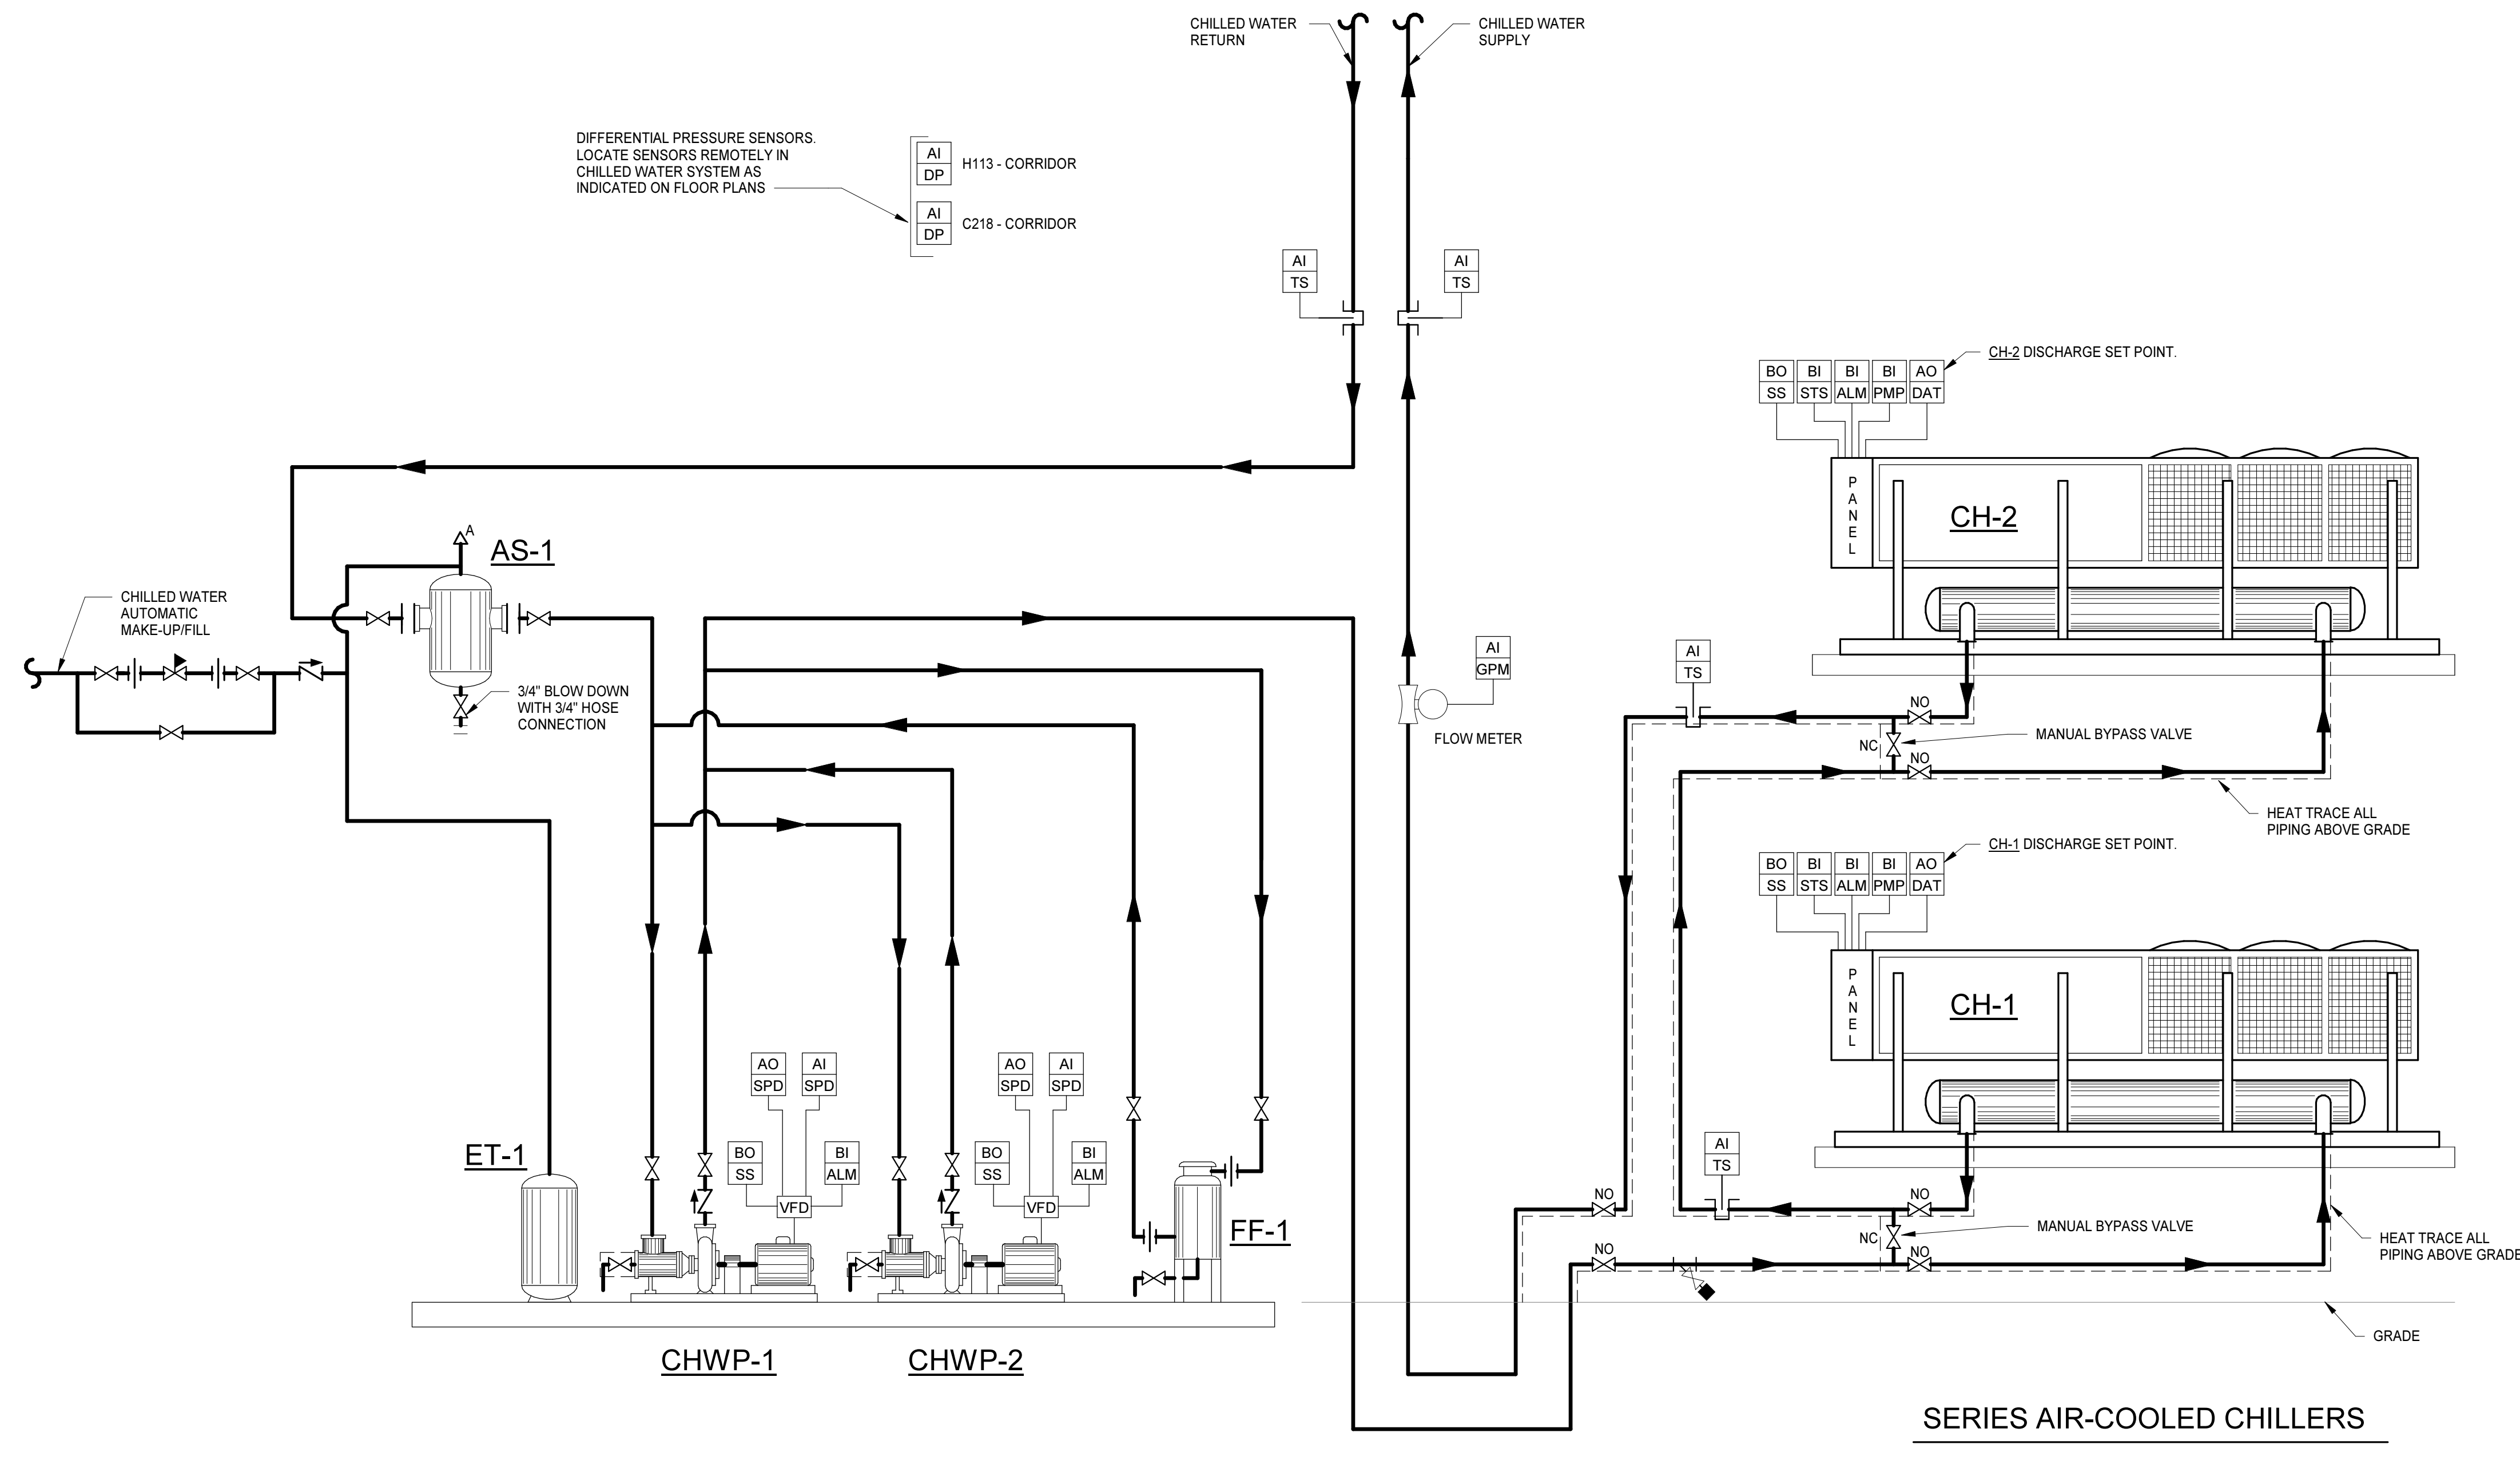 CHILLED WATER
RETURN
CHILLED WATER
SUPPLY
DIFFERENTIAL PRESSURE SENSORS.
LOCATE SENSORS REMOTELY IN
CHILLED WATER SYSTEM AS
INDICATED ON FLOOR PLANS
AI
DP
H113 - CORRIDOR
AI
DP
C218 - CORRIDOR
AI
TS
AI
TS
CH-2 DISCHARGE SET POINT.
BO
SS
BI
STS
BI
ALM
BI
PMP
AO
DAT
PANEL
CH-2
A
AS-1
CHILLED WATER
AUTOMATIC
MAKE-UP/FILL
3/4" BLOW DOWN
WITH 3/4" HOSE
CONNECTION
AI
GPM
FLOW METER
AI
TS
NO
NC
MANUAL BYPASS VALVE
NO
HEAT TRACE ALL
PIPING ABOVE GRADE
CH-1 DISCHARGE SET POINT.
BO
SS
BI
STS
BI
ALM
BI
PMP
AO
DAT
PANEL
CH-1
ET-1
AO
SPD
AI
SPD
BO
SS
BI
ALM
VFD
AO
SPD
AI
SPD
BO
SS
BI
ALM
VFD
FF-1
AI
TS
NO
NO
NC
MANUAL BYPASS VALVE
NO
NO
HEAT TRACE ALL
PIPING ABOVE GRADE
GRADE
CHWP-1
CHWP-2
SERIES AIR-COOLED CHILLERS